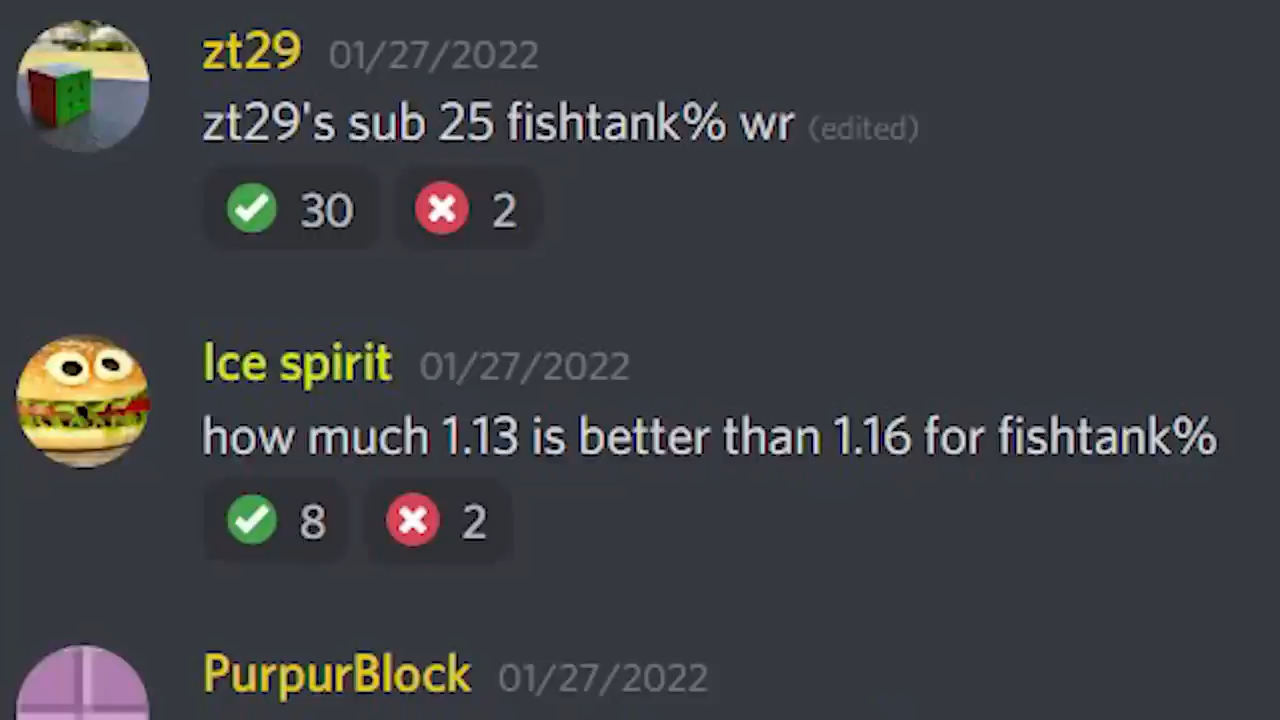 zt29 01/27/2022
zt29's sub 25 fishtank% wr (edited)
30 2
Ice spirit 01/27/2022
how much 1.13 is better than 1.16 for fishtank%
8 2
PurpurBlock 01/27/2022